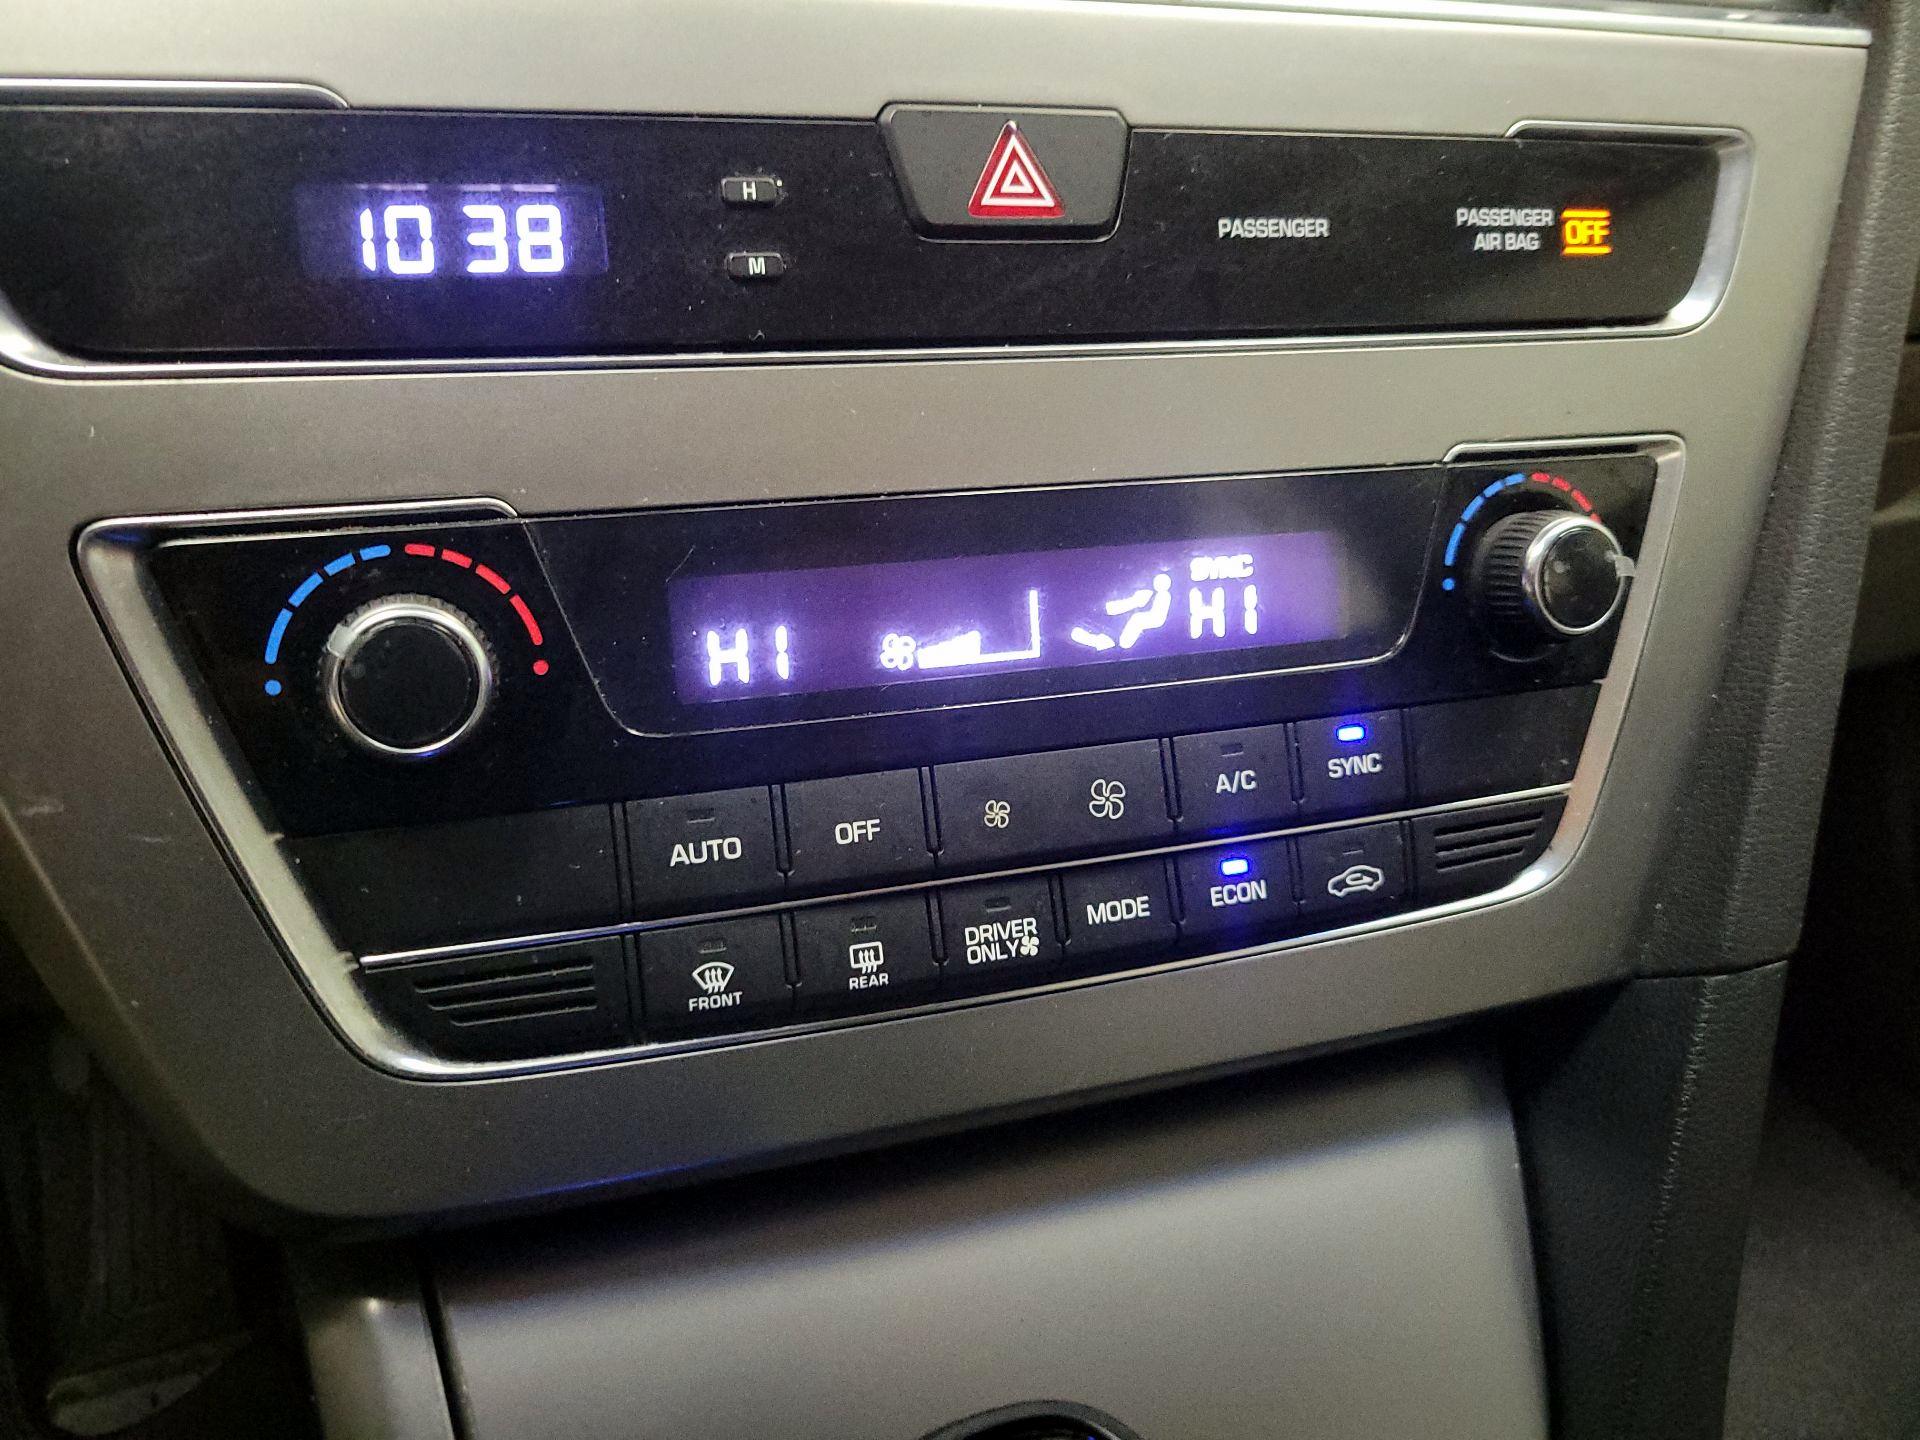 10 38
H
M
PASSENGER
PASSENGER
AIR BAG
OFF
SYNC
HI
HI
AUTO
OFF
A/C
SYNC
FRONT
REAR
DRIVER
ONLY
MODE
ECON